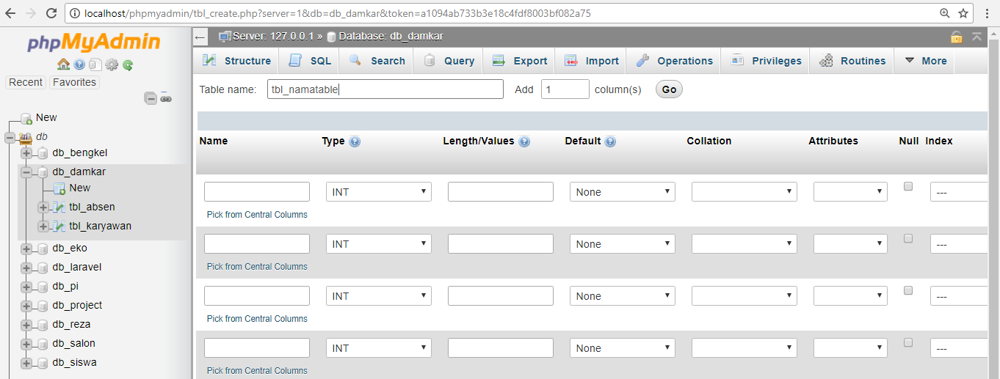 localhost/phpmyadmin/tbl_create.php?server=1&db=db_damkar&token=a1094ab733b3e18c4fdf8003bf082a75
phpMyAdmin
Recent Favorites
New
db
db_bengkel
db_damkar
New
tbl_absen
tbl_karyawan
db_eko
db_laravel
db_pi
db_project
db_reza
db_salon
db_siswa
Server: 127.0.0.1 » Database: db_damkar
Structure SQL Search Query Export Import Operations Privileges Routines More
Table name: tbl_namatable Add 1 column(s) Go
Name Type Length/Values Default Collation Attributes Null Index
INT None ---
Pick from Central Columns
INT None ---
Pick from Central Columns
INT None ---
Pick from Central Columns
INT None ---
Pick from Central Columns